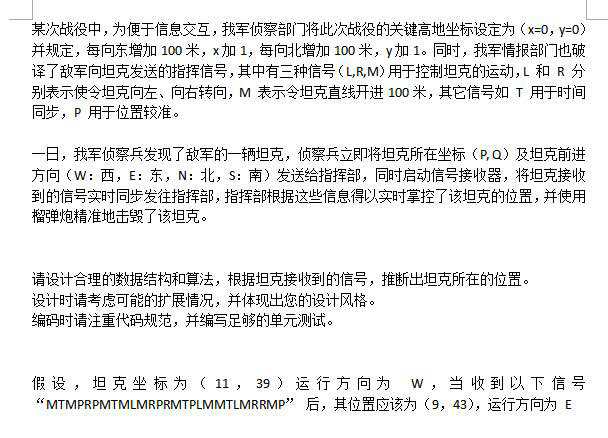 某次战役中，为便于信息交互，我军侦察部门将此次战役的关键高地坐标设定为（x=0，y=0）
并规定，每向东增加 100 米，x 加 1，每向北增加 100 米，y 加 1。同时，我军情报部门也破
译了敌军向坦克发送的指挥信号，其中有三种信号（L,R,M）用于控制坦克的运动，L 和 R 分
别表示使令坦克向左、向右转向，M 表示令坦克直线开进 100 米，其它信号如 T 用于时间
同步，P 用于位置较准。
一日，我军侦察兵发现了敌军的一辆坦克，侦察兵立即将坦克所在坐标（P, Q）及坦克前进
方向（W：西，E：东，N：北，S：南）发送给指挥部，同时启动信号接收器，将坦克接收
到的信号实时同步发往指挥部，指挥部根据这些信息得以实时掌控了该坦克的位置，并使用
榴弹炮精准地击毁了该坦克。
请设计合理的数据结构和算法，根据坦克接收到的信号，推断出坦克所在的位置。
设计时请考虑可能的扩展情况，并体现出您的设计风格。
编码时请注重代码规范，并编写足够的单元测试。
假设，坦克坐标为（11，39）运行方向为 W，当收到以下信号
“MTMPRPMTMLMRPRMTPLMMTLMRRMP” 后，其位置应该为（9，43），运行方向为 E